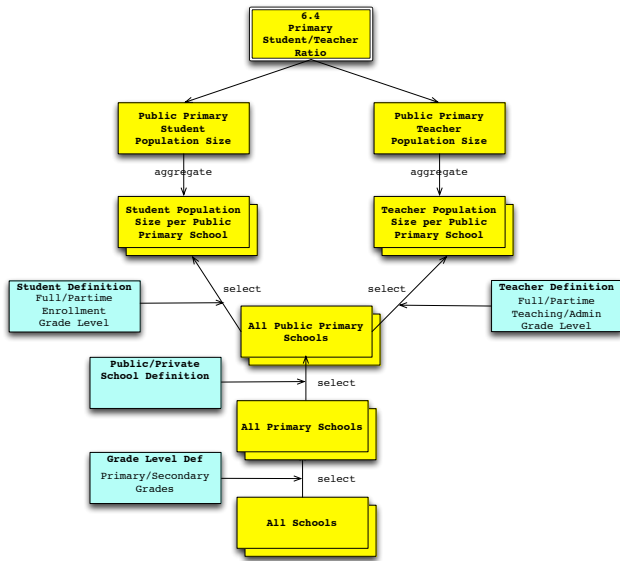 6.4
Primary
Student/Teacher
Ratio
Public Primary
Student
Population Size
Public Primary
Teacher
Population Size
aggregate
aggregate
Student Population
Size per Public
Primary School
Teacher Population
Size per Public
Primary School
select
select
Student Definition
Full/Partime
Enrollment
Grade Level
Teacher Definition
Full/Partime
Teaching/Admin
Grade Level
All Public Primary
Schools
Public/Private
School Definition
select
All Primary Schools
Grade Level Def
Primary/Secondary
Grades
select
All Schools